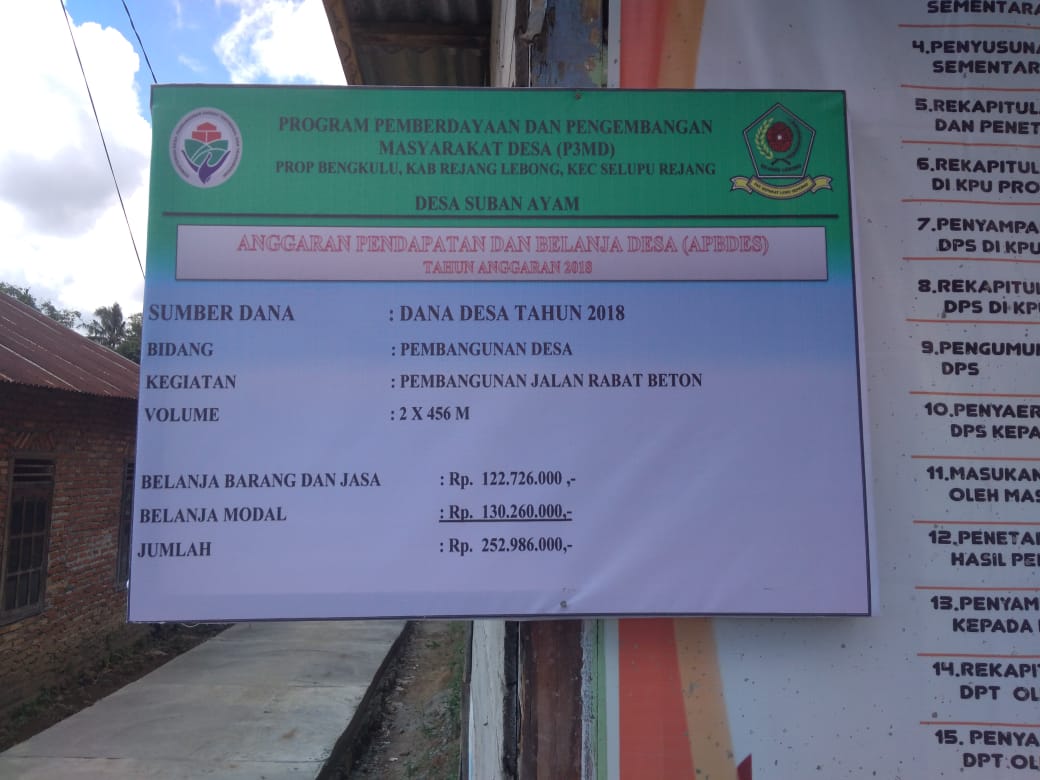 PROGRAM PEMBERDAYAAN DAN PENGEMBANGAN
MASYARAKAT DESA (P3MD)
PROP BENGKULU, KAB REJANG LEBONG, KEC SELUPU REJANG
DESA SUBAN AYAM
ANGGARAN PENDAPATAN DAN BELANJA DESA (APBDES)
TAHUN ANGGARAN 2018
SUMBER DANA : DANA DESA TAHUN 2018
BIDANG : PEMBANGUNAN DESA
KEGIATAN : PEMBANGUNAN JALAN RABAT BETON
VOLUME : 2 X 456 M
BELANJA BARANG DAN JASA : Rp. 122.726.000 ,-
BELANJA MODAL : Rp. 130.260.000,-
JUMLAH : Rp. 252.986.000,-
SEMENTARA
4.PENYUSUNA
SEMENTAR
5.REKAPITUL
DAN PENET
6.REKAPITUL
DI KPU PRO
7.PENYAMPA
DPS DI KPU
8.REKAPITUL
DPS DI KPU
9.PENGUMUM
DPS
10.PENYAER
DPS KEPA
11.MASUKAN
OLEH MAS
12.PENETAP
HASIL PER
13.PENYAM
KEPADA
14.REKAPIT
DPT OL
15. PENYA
DPT OL